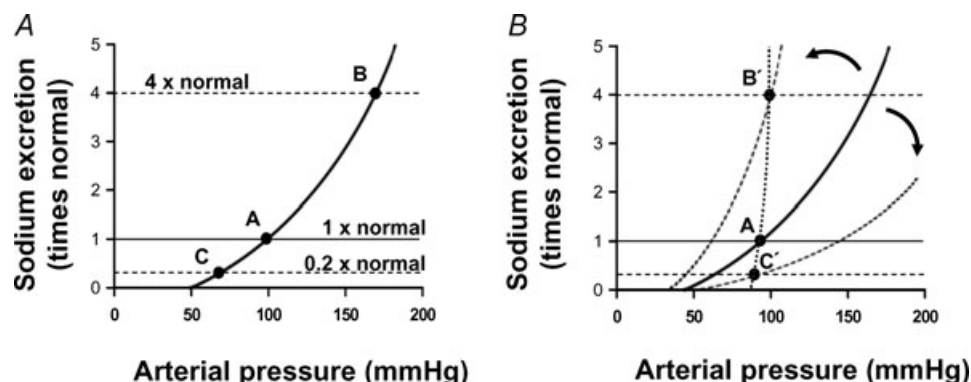 A
5
4
3
2
1
0
4 x normal
B
A
1 x normal
C
0.2 x normal
0 50 100 150 200
Sodium excretion
(times normal)
Arterial pressure (mmHg)
B
5
4
3
2
1
0
B´
A
C´
0 50 100 150 200
Sodium excretion
(times normal)
Arterial pressure (mmHg)